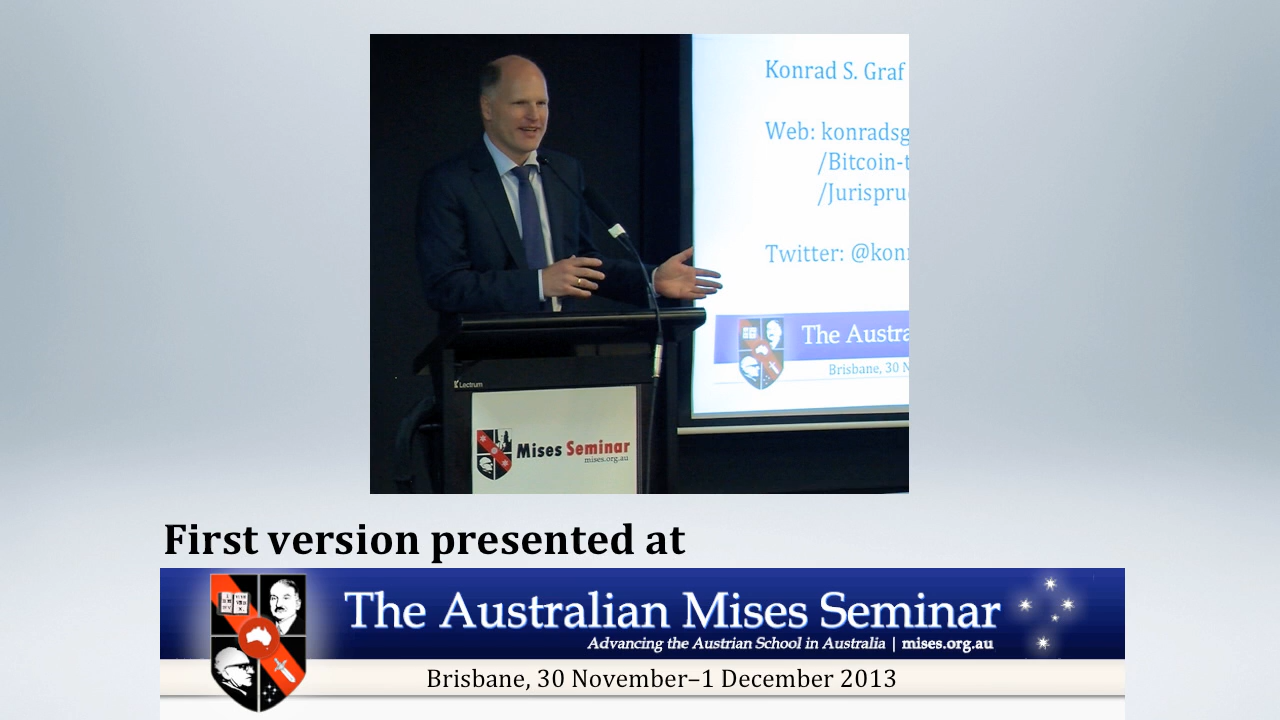 Konrad S. Graf
Web: konradsg
/Bitcoin-t
/Jurispru
Twitter: @kon
The Austra
Brisbane, 30 N
Lectrum
Mises Seminar
mises.org.au
First version presented at
The Australian Mises Seminar
Advancing the Austrian School in Australia | mises.org.au
Brisbane, 30 November–1 December 2013